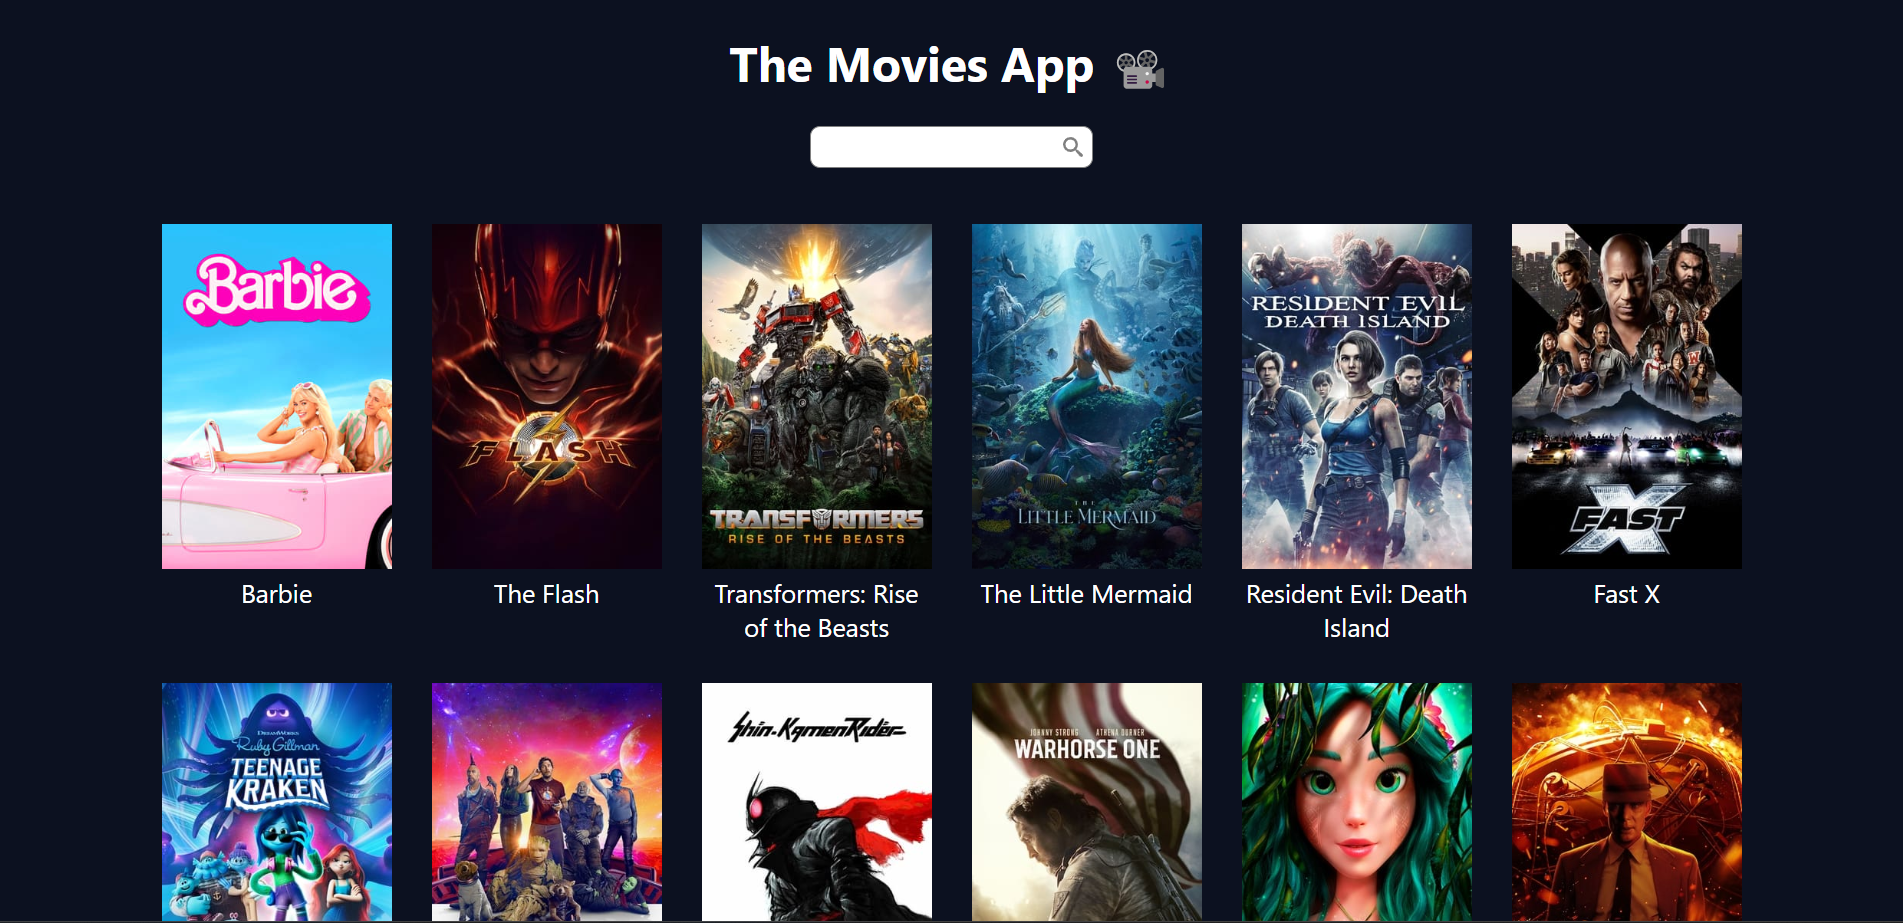 The Movies App
Barbie
FLASH
TRANSFORMERS
RISE OF THE BEASTS
THE
LITTLE MERMAID
RESIDENT EVIL
DEATH ISLAND
FAST X
Barbie
The Flash
Transformers: Rise
of the Beasts
The Little Mermaid
Resident Evil: Death
Island
Fast X
DREAMWORKS
Ruby Gillman
TEENAGE
KRAKEN
Shin.KamenRider
JOHNNY STRONG ATHENA DURNER
WARHORSE ONE